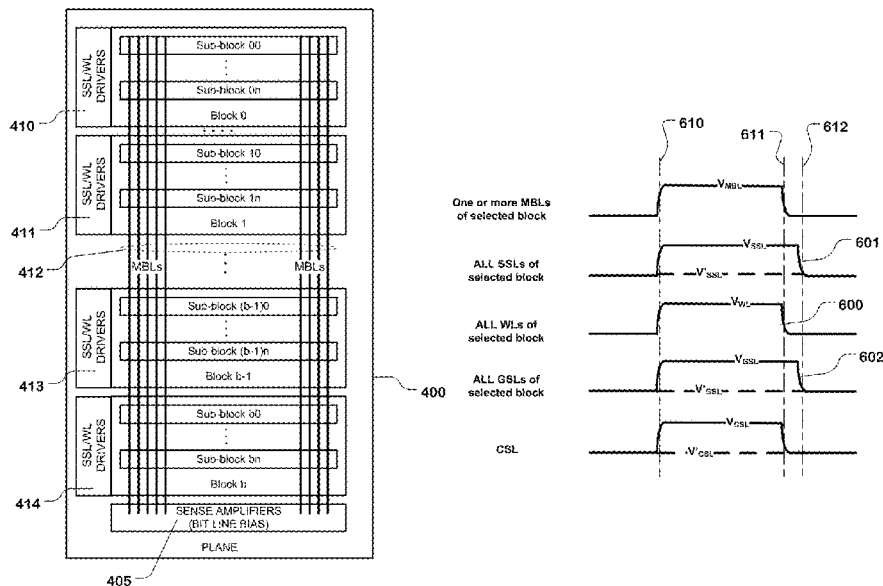 SSL/WL
DRIVERS
Sub-block 00
Sub-block 0n
Block 0
410
SSL/WL
DRIVERS
Sub-block 10
Sub-block 1n
Block 1
411
412
MBLs
MBLs
SSL/WL
DRIVERS
Sub-block (b-1)0
Sub block (b-1)n
Block b-1
413
400
SSL/WL
DRIVERS
Sub-block b0
Sub-block bn
Block b
414
SENSE AMPLIFIERS
(BIT LINE BIAS)
PLANE
405
610
611
612
One or more MBLs
of selected block
VMBL
ALL SSLs of
selected block
VSSL
V'SSL
601
ALL WLs of
selected block
VWL
600
ALL GSLs of
selected block
602
CSL
VCSL
V'CSL